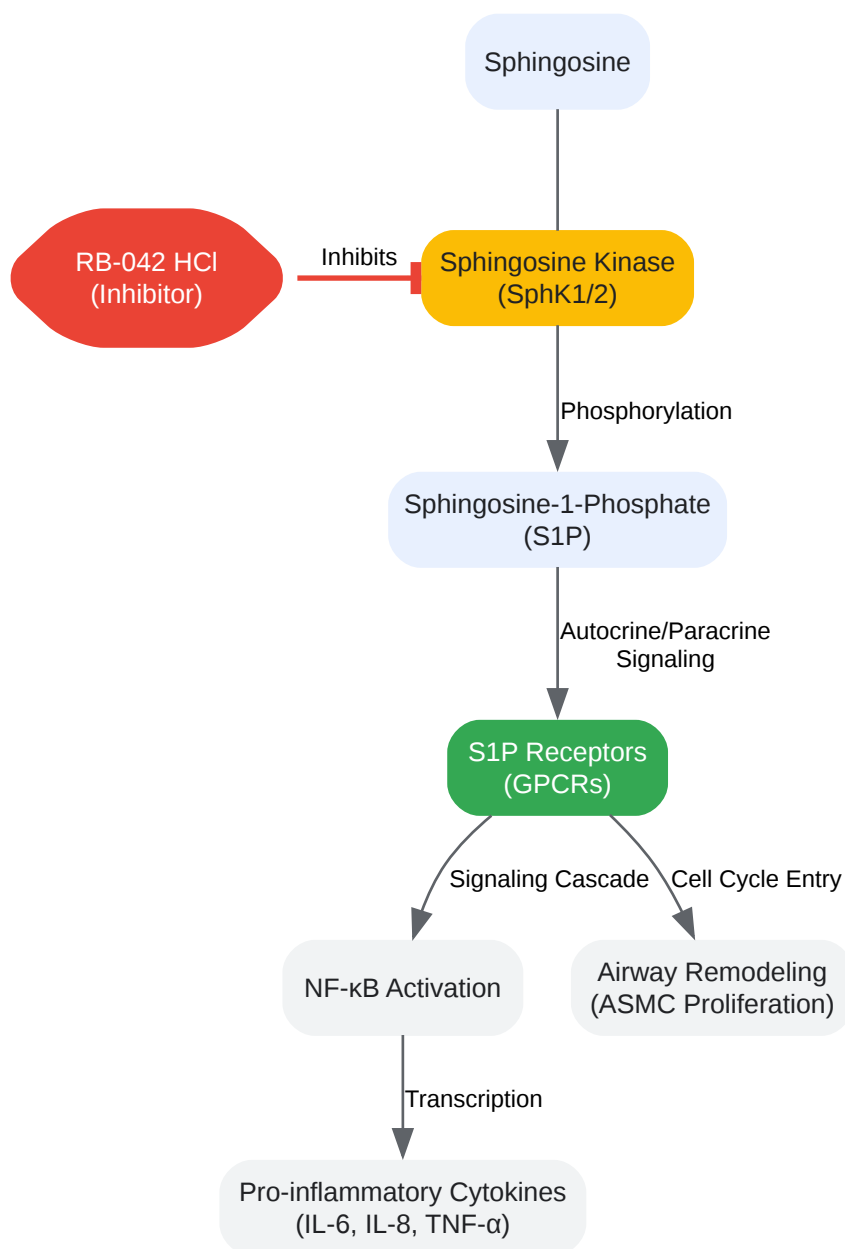 Sphingosine
RB-042 HCl
(Inhibitor)
Inhibits
Sphingosine Kinase
(SphK1/2)
Phosphorylation
Sphingosine-1-Phosphate
(S1P)
Autocrine/Paracrine
Signaling
S1P Receptors
(GPCRs)
Signaling Cascade
Cell Cycle Entry
NF-κB Activation
Airway Remodeling
(ASMC Proliferation)
Transcription
Pro-inflammatory Cytokines
(IL-6, IL-8, TNF-α)